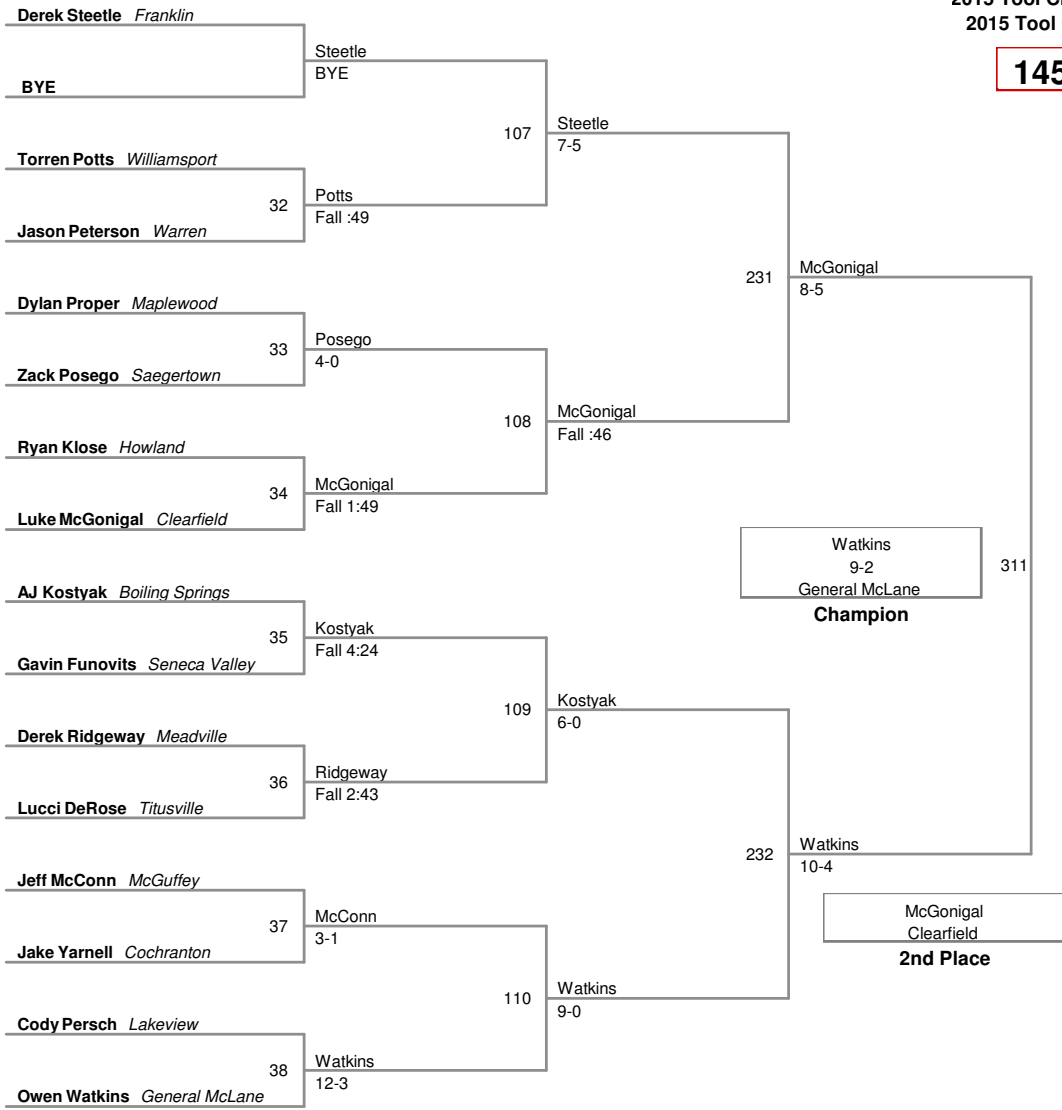 2015 Tool
2015 Tool
145
Derek Steetle Franklin
Steetle
BYE
BYE
107
Steetle
7-5
Torren Potts Williamsport
32
Potts
Fall :49
Jason Peterson Warren
231
McGonigal
8-5
Dylan Proper Maplewood
33
Posego
4-0
Zack Posego Saegertown
108
McGonigal
Fall :46
Ryan Klose Howland
34
McGonigal
Fall 1:49
Luke McGonigal Clearfield
Watkins
9-2
General McLane
Champion
311
AJ Kostyak Boiling Springs
35
Kostyak
Fall 4:24
Gavin Funovits Seneca Valley
109
Kostyak
6-0
Derek Ridgeway Meadville
36
Ridgeway
Fall 2:43
Lucci DeRose Titusville
232
Watkins
10-4
Jeff McConn McGuffey
37
McConn
3-1
Jake Yarnell Cochranton
McGonigal
Clearfield
2nd Place
110
Watkins
9-0
Cody Persch Lakeview
38
Watkins
12-3
Owen Watkins General McLane